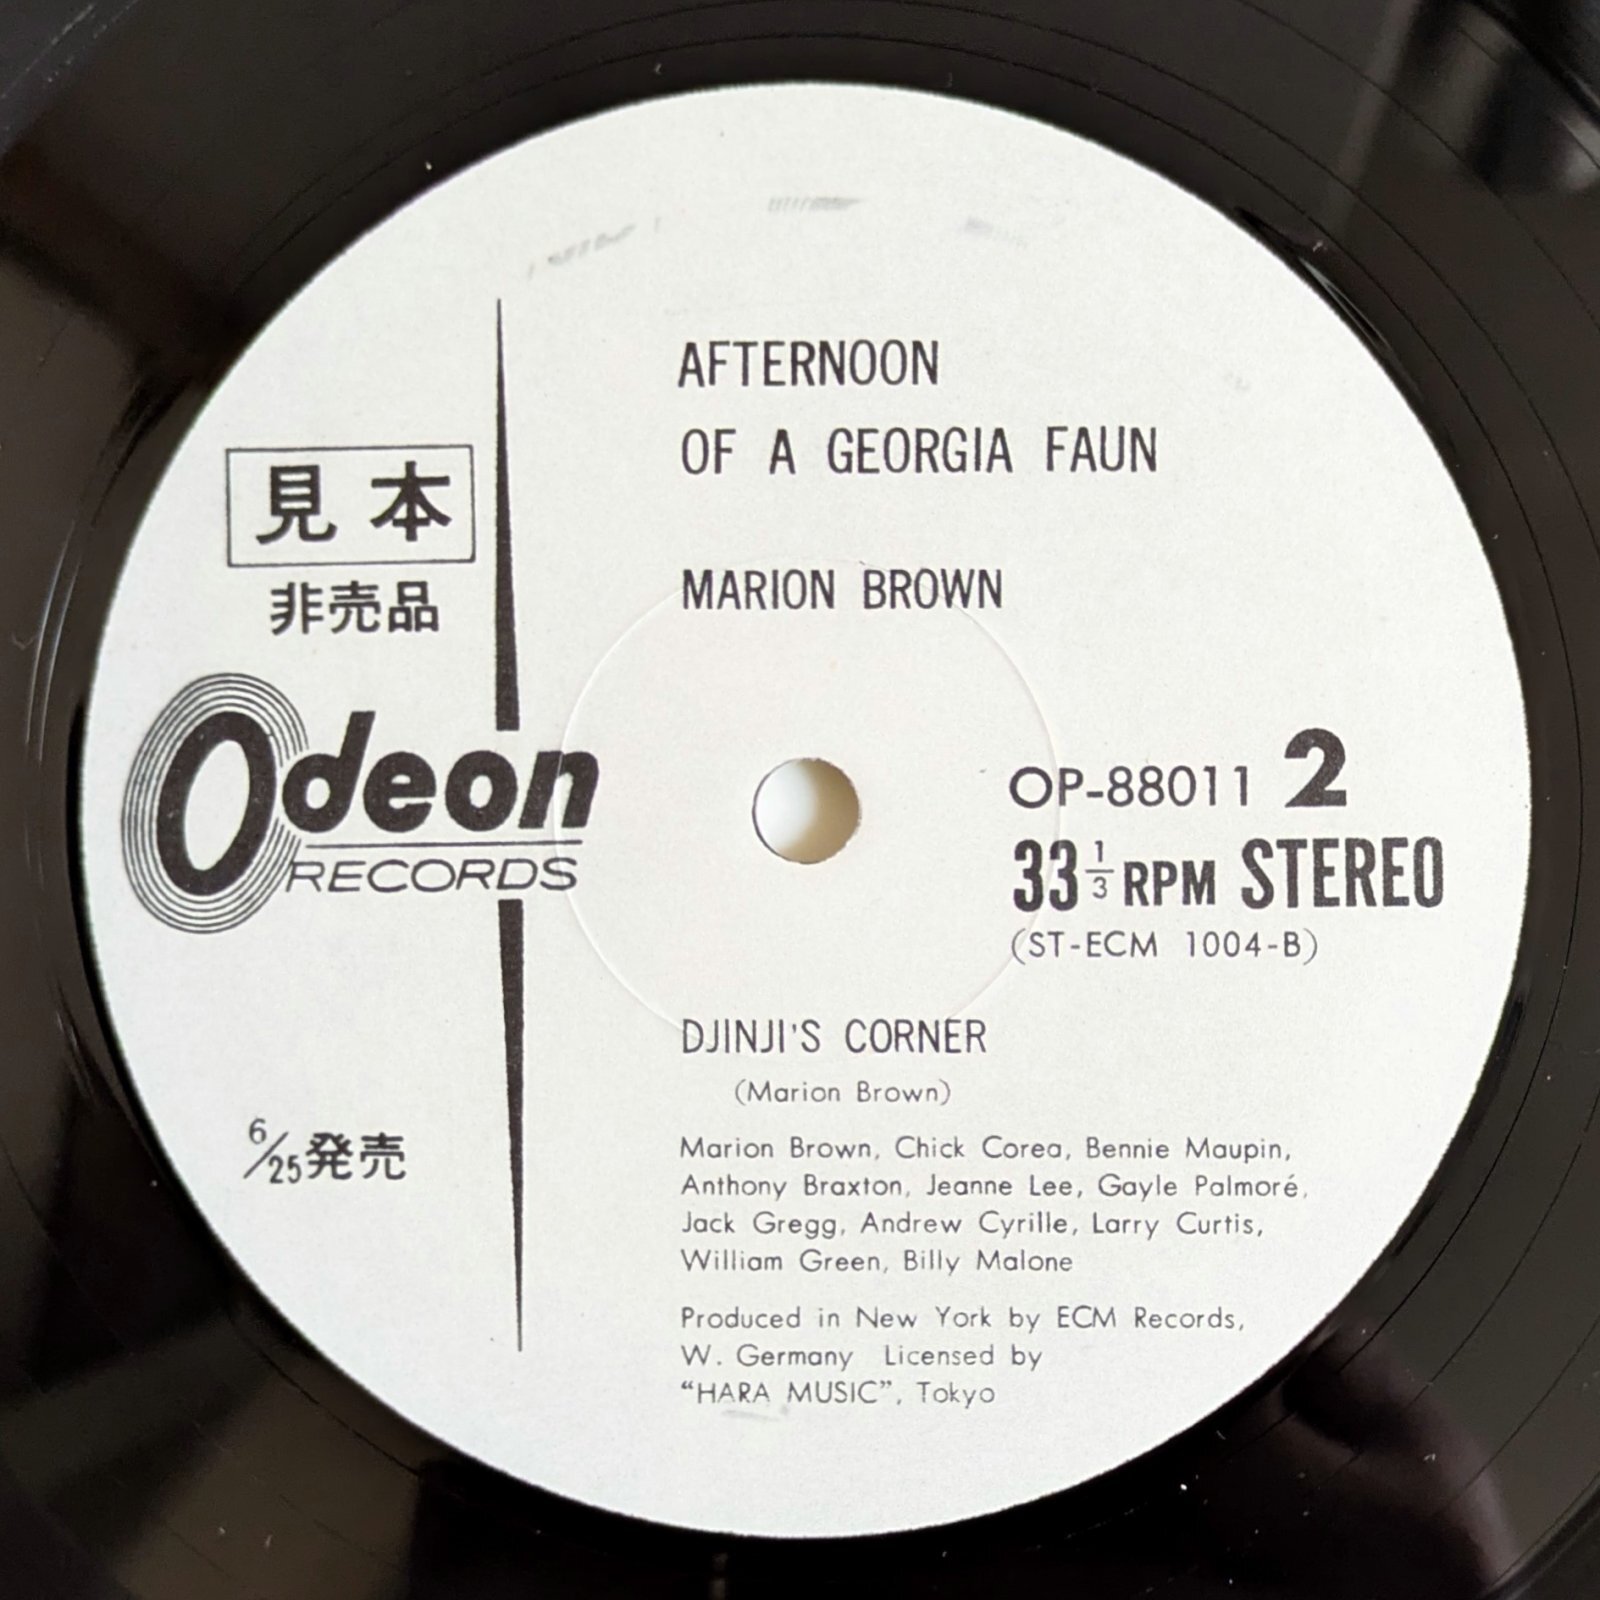 AFTERNOON
OF A GEORGIA FAUN
MARION BROWN
見本
非売品
Odeon
RECORDS
OP-88011 2
33 1/3 RPM STEREO
(ST-ECM 1004-B)
DJINJI'S CORNER
(Marion Brown)
6/25発売
Marion Brown, Chick Corea, Bennie Maupin,
Anthony Braxton, Jeanne Lee, Gayle Palmoré,
Jack Gregg, Andrew Cyrille, Larry Curtis,
William Green, Billy Malone
Produced in New York by ECM Records,
W. Germany Licensed by
“HARA MUSIC”, Tokyo